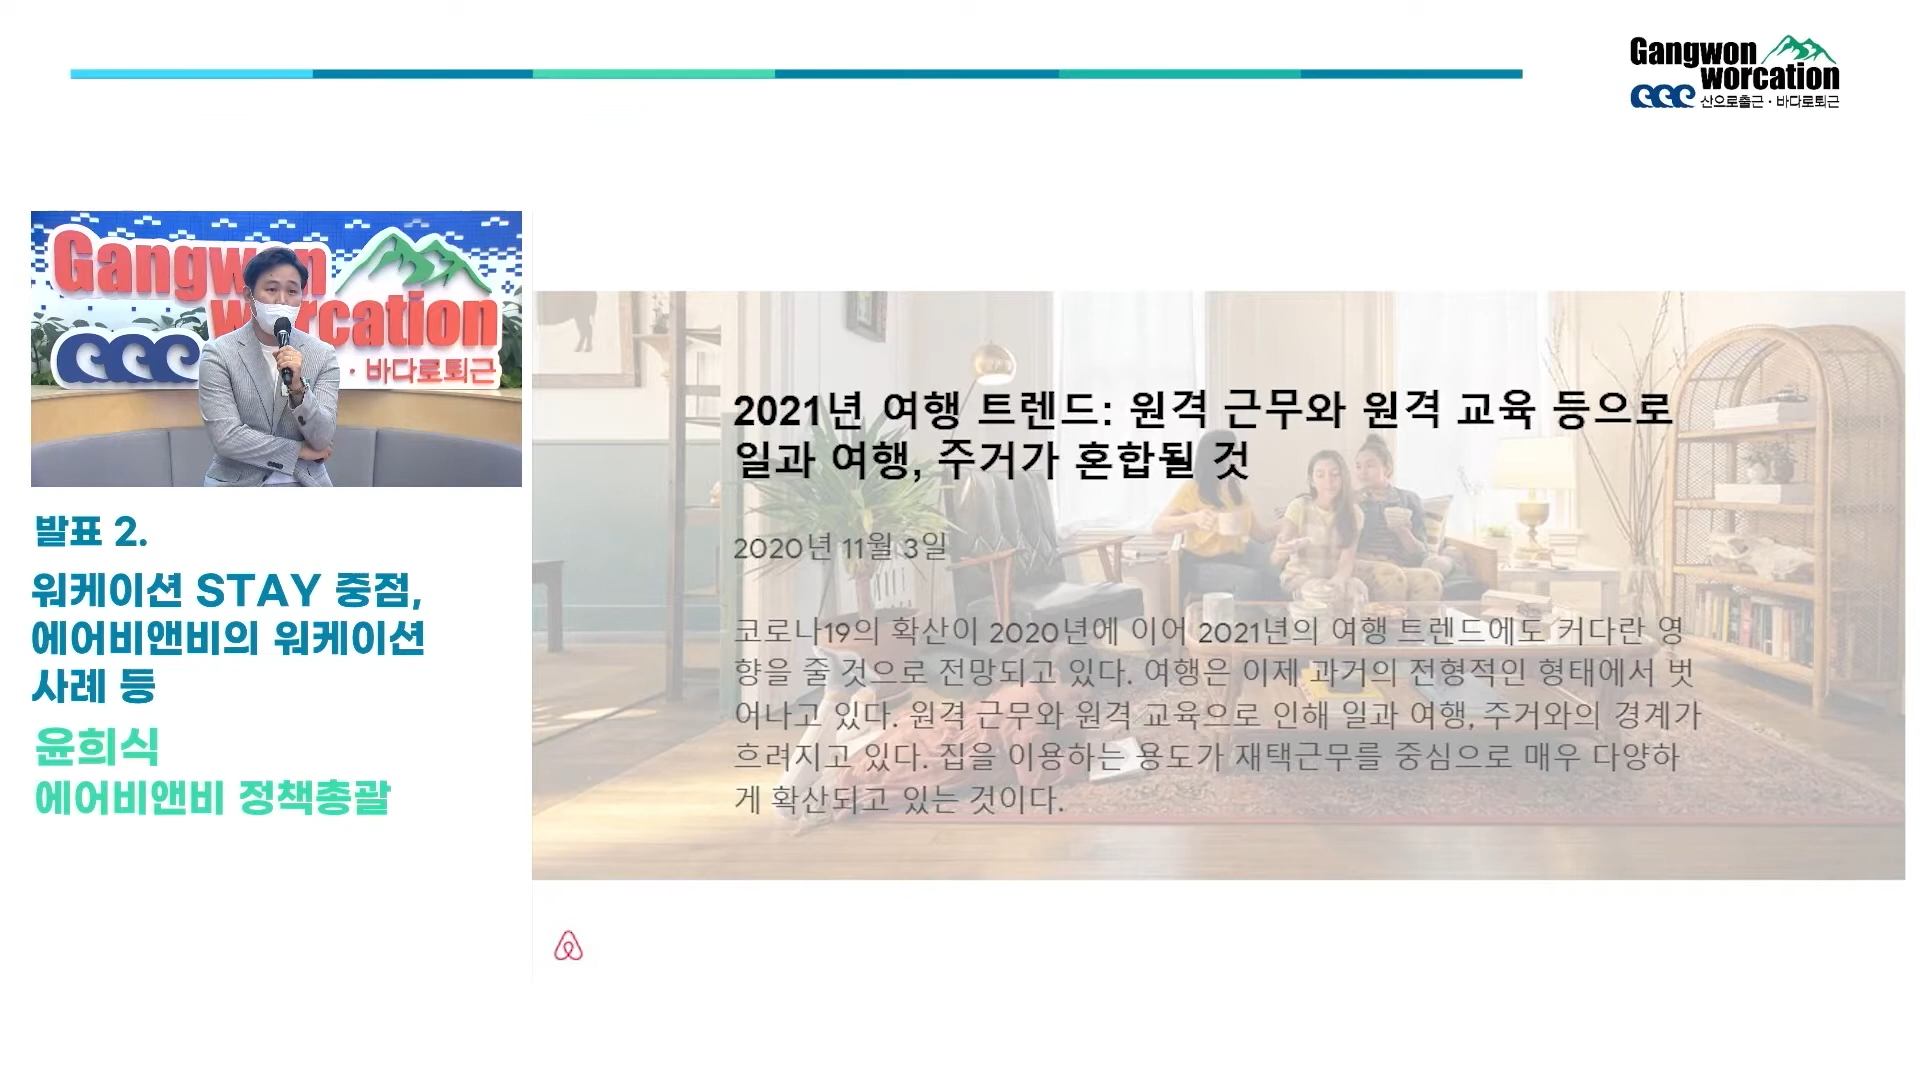 Gangwon
worcation
산으로출근 · 바다로퇴근
Gangw n
w rcation
· 바다로퇴근
발표 2.
워케이션 STAY 중점,
에어비앤비의 워케이션
사례 등
윤희식
에어비앤비 정책총괄
2021년 여행 트렌드: 원격 근무와 원격 교육 등으로
일과 여행, 주거가 혼합될 것
2020년 11월 3일
코로나19의 확산이 2020년에 이어 2021년의 여행 트렌드에도 커다란 영
향을 줄 것으로 전망되고 있다. 여행은 이제 과거의 전형적인 형태에서 벗
어나고 있다. 원격 근무와 원격 교육으로 인해 일과 여행, 주거와의 경계가
흐려지고 있다. 집을 이용하는 용도가 재택근무를 중심으로 매우 다양하
게 확산되고 있는 것이다.